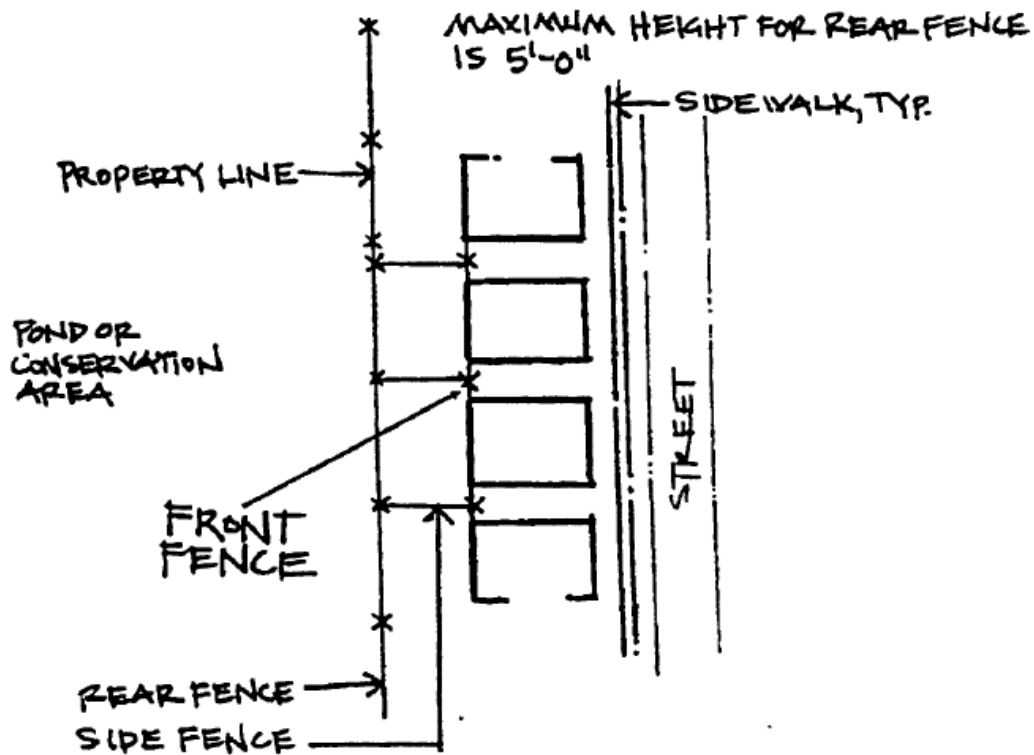 MAXIMUM HEIGHT FOR REAR FENCE
IS 5'-0"
SIDEWALK, TYP.
PROPERTY LINE
POND OR
CONSERVATION
AREA
STREET
FRONT
FENCE
REAR FENCE
SIDE FENCE